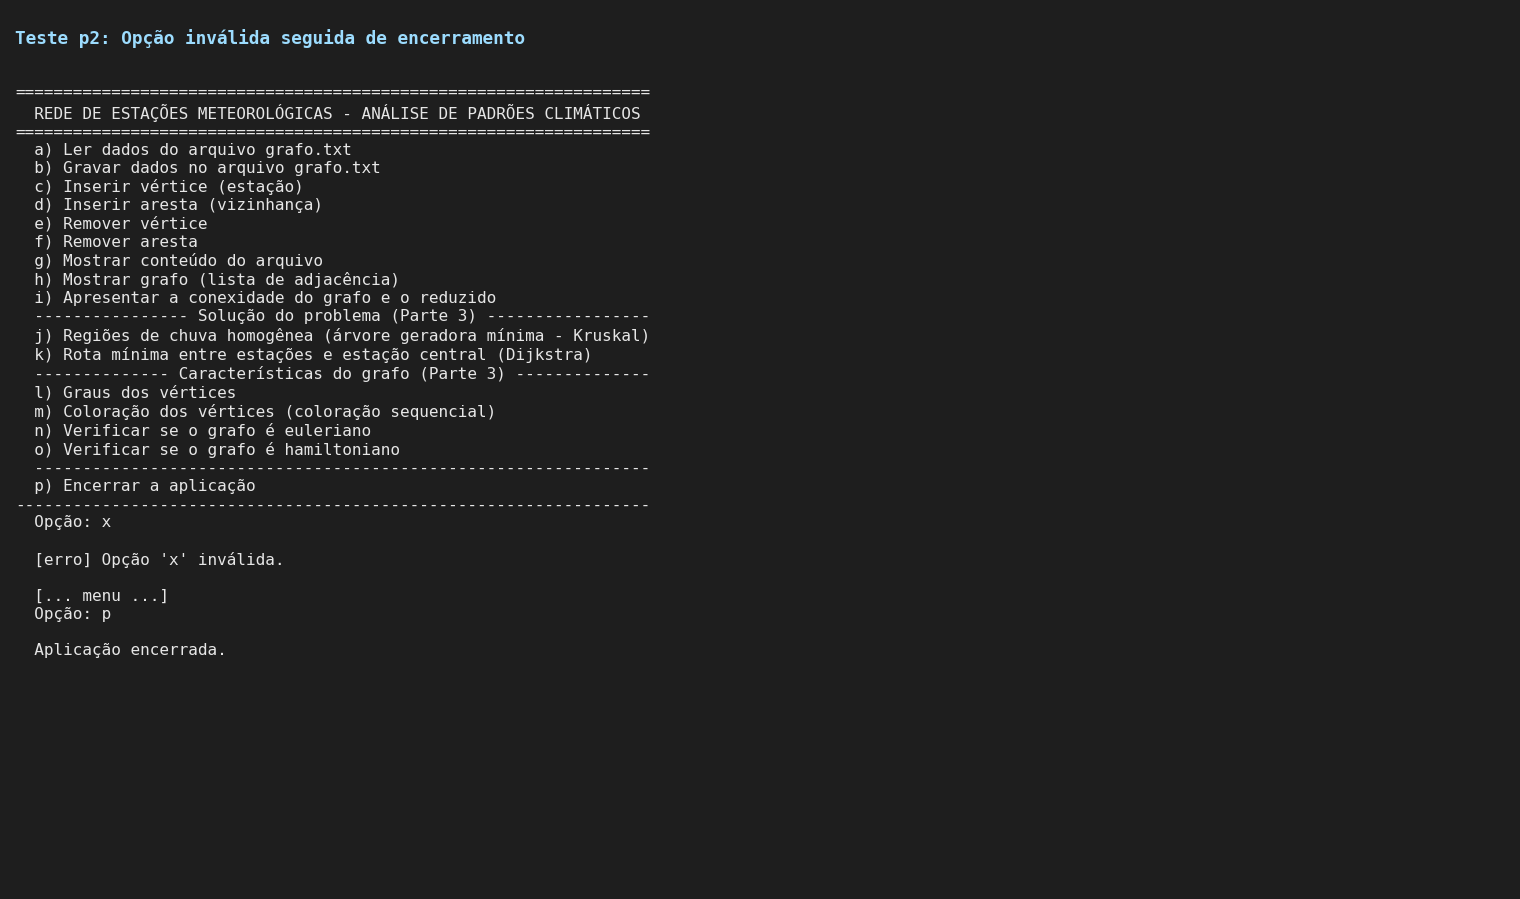 Teste p2: Opção inválida seguida de encerramento
==================================================================
  REDE DE ESTAÇÕES METEOROLÓGICAS - ANÁLISE DE PADRÕES CLIMÁTICOS
==================================================================
  a) Ler dados do arquivo grafo.txt
  b) Gravar dados no arquivo grafo.txt
  c) Inserir vértice (estação)
  d) Inserir aresta (vizinhança)
  e) Remover vértice
  f) Remover aresta
  g) Mostrar conteúdo do arquivo
  h) Mostrar grafo (lista de adjacência)
  i) Apresentar a conexidade do grafo e o reduzido
  ---------------- Solução do problema (Parte 3) -----------------
  j) Regiões de chuva homogênea (árvore geradora mínima - Kruskal)
  k) Rota mínima entre estações e estação central (Dijkstra)
  -------------- Características do grafo (Parte 3) --------------
  l) Graus dos vértices
  m) Coloração dos vértices (coloração sequencial)
  n) Verificar se o grafo é euleriano
  o) Verificar se o grafo é hamiltoniano
  ----------------------------------------------------------------
  p) Encerrar a aplicação
------------------------------------------------------------------
  Opção: x
  [erro] Opção 'x' inválida.
  [... menu ...]
  Opção: p
  Aplicação encerrada.